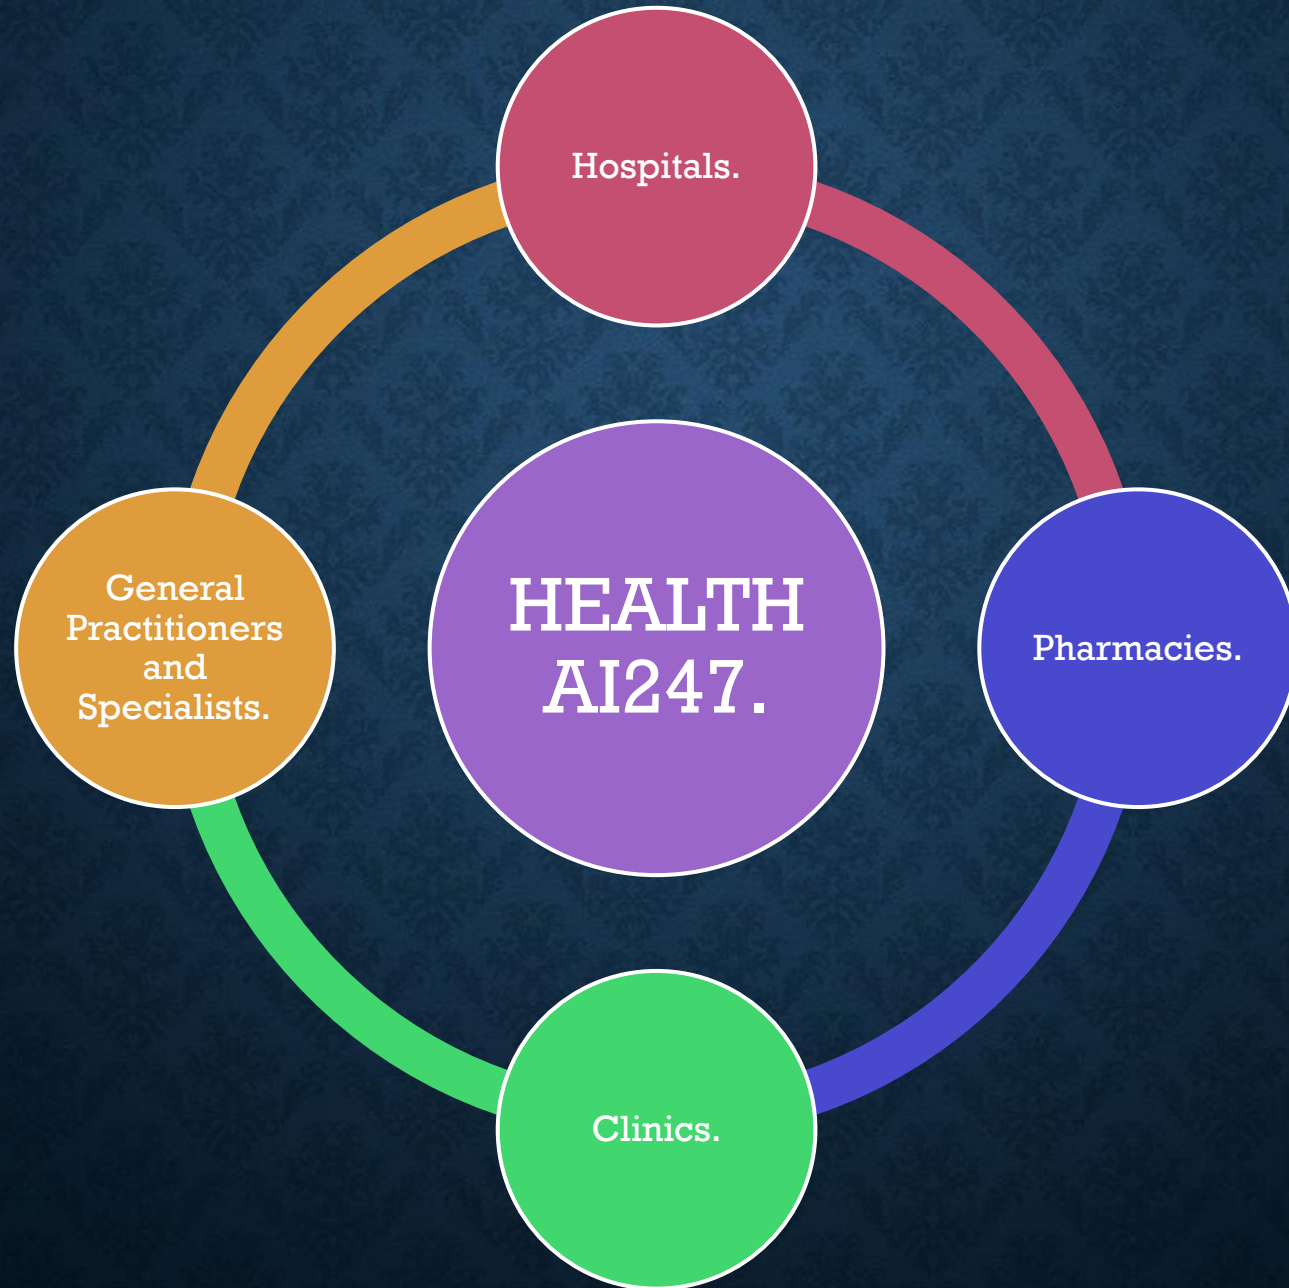 Hospitals.
HEALTH
AI247.
General
Practitioners
and
Specialists.
Pharmacies.
Clinics.